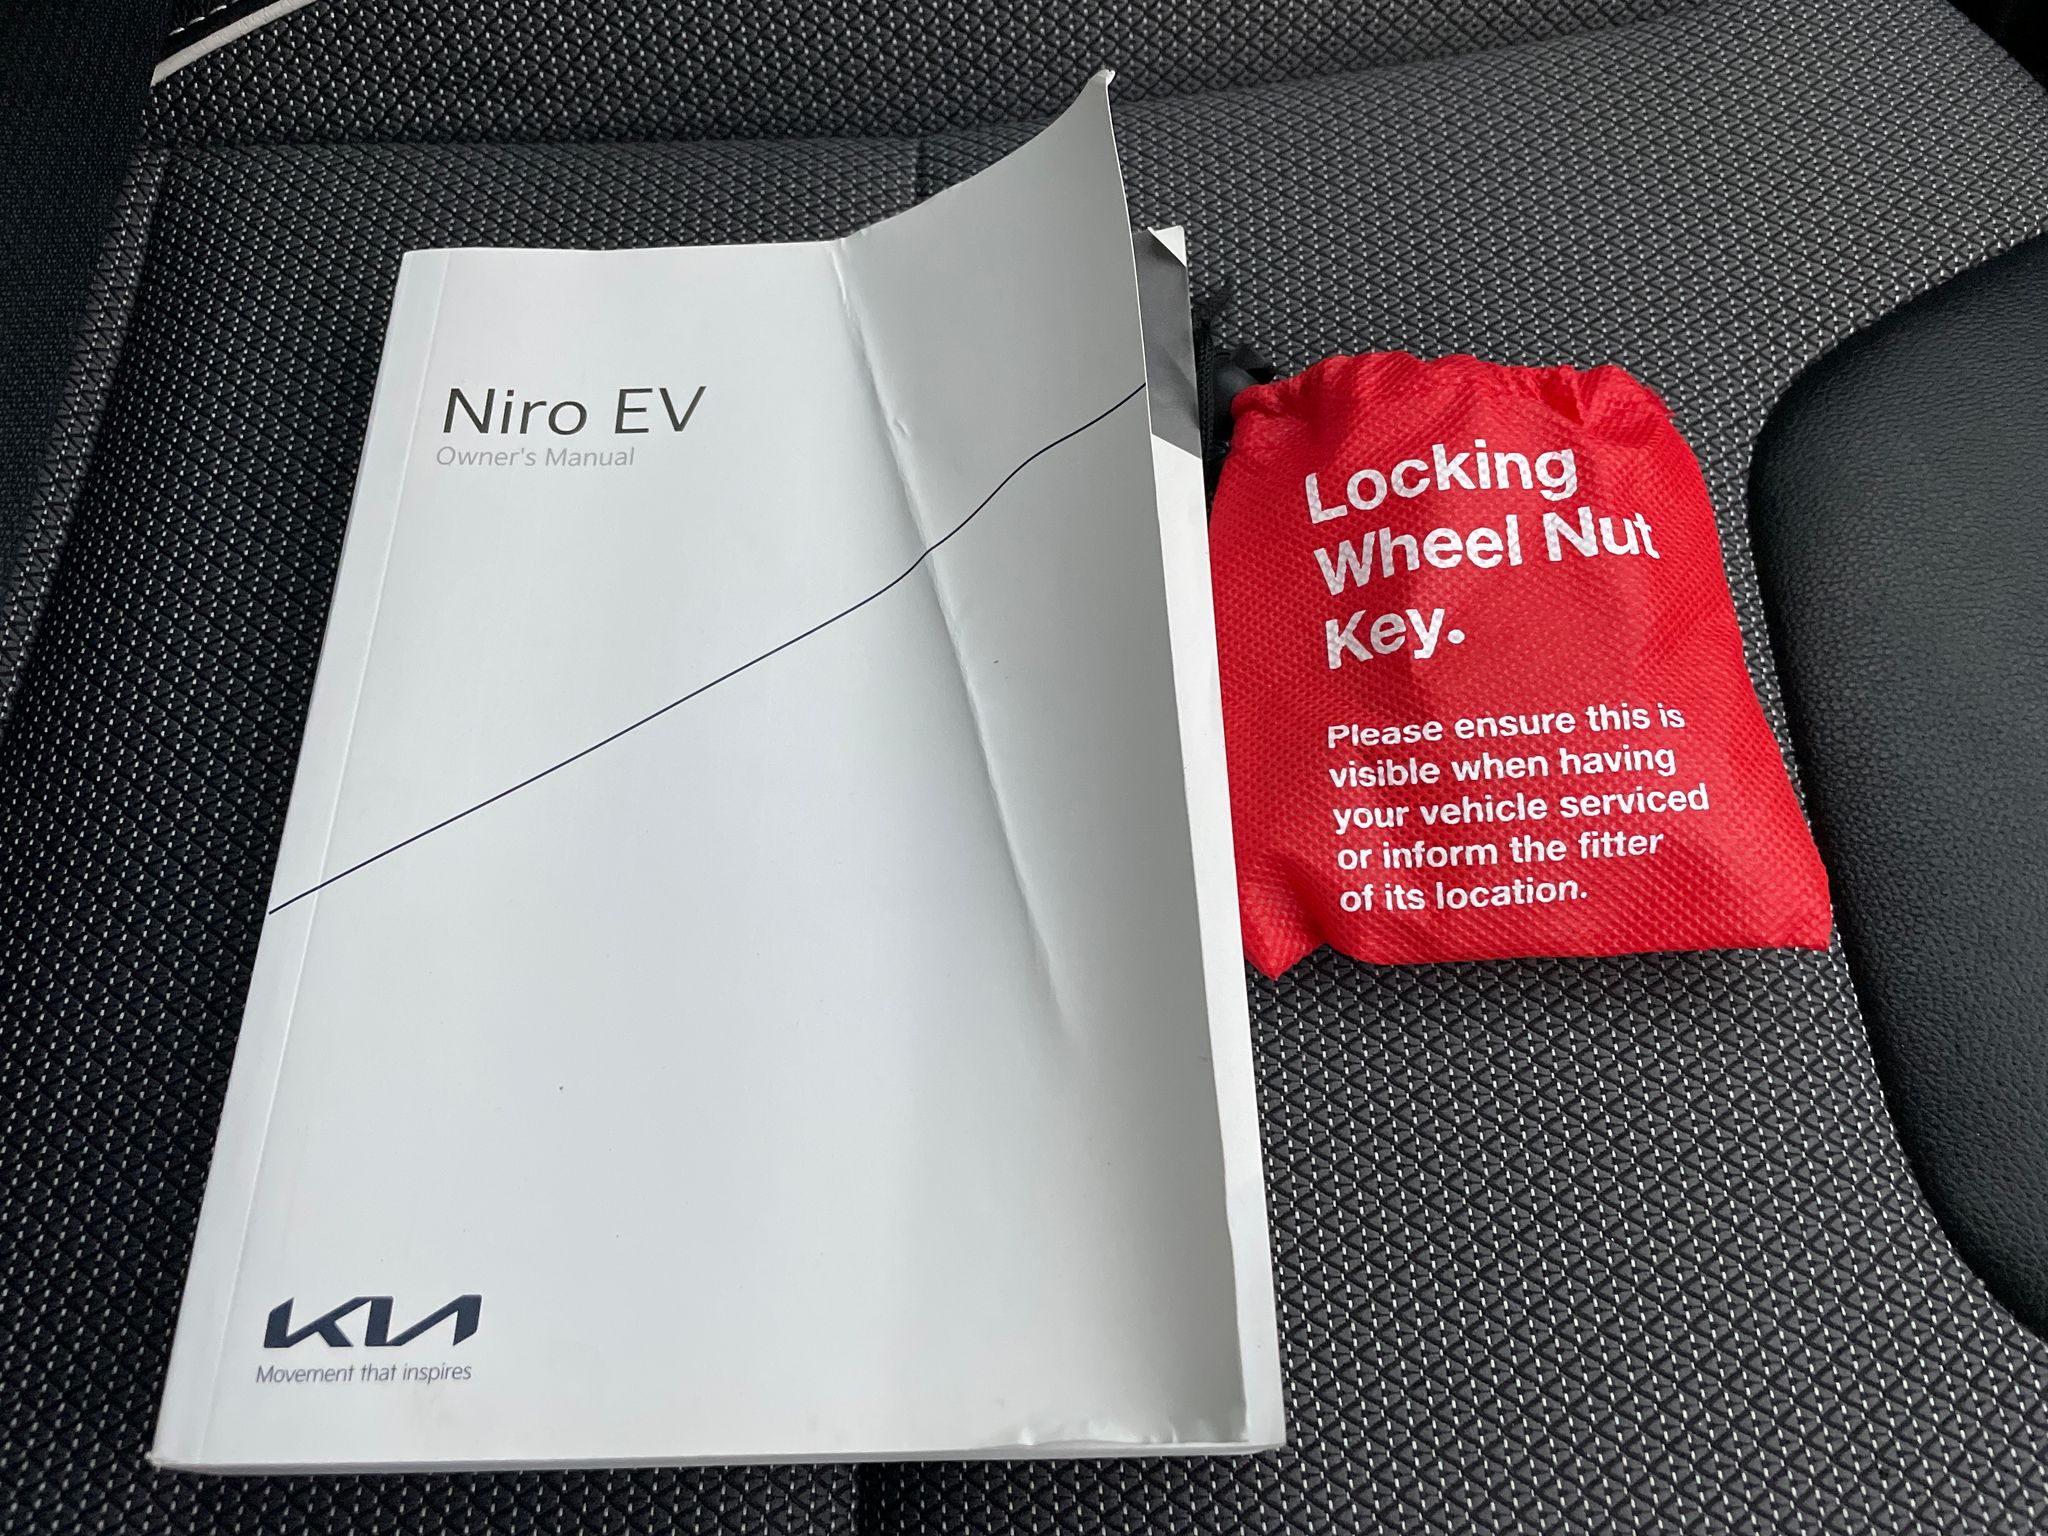 Niro EV
Owner's Manual
KIA
Movement that inspires
Locking
Wheel Nut
Key.
Please ensure this is
visible when having
your vehicle serviced
or inform the fitter
of its location.